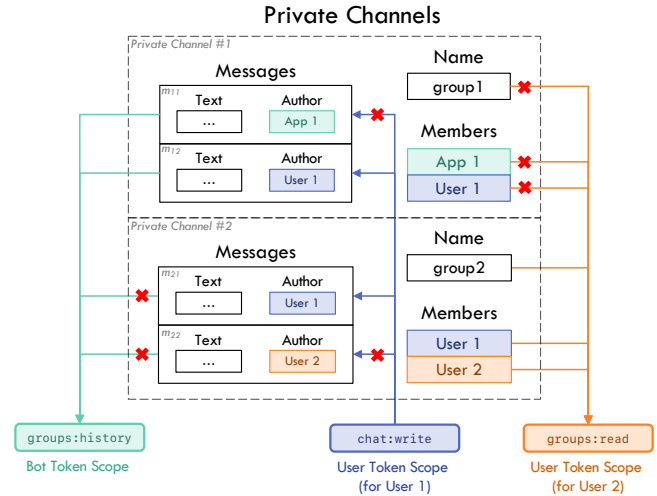 Private Channels
Private Channel #1
Messages
Name
m11
Text Author
group1
... App 1
Members
m12
Text Author
App 1
... User 1
User 1
Private Channel #2
Messages
Name
m21
Text Author
group2
... User 1
Members
m22
Text Author
User 1
... User 2
User 2
groups:history chat:write groups:read
Bot Token Scope User Token Scope User Token Scope
(for User 1) (for User 2)